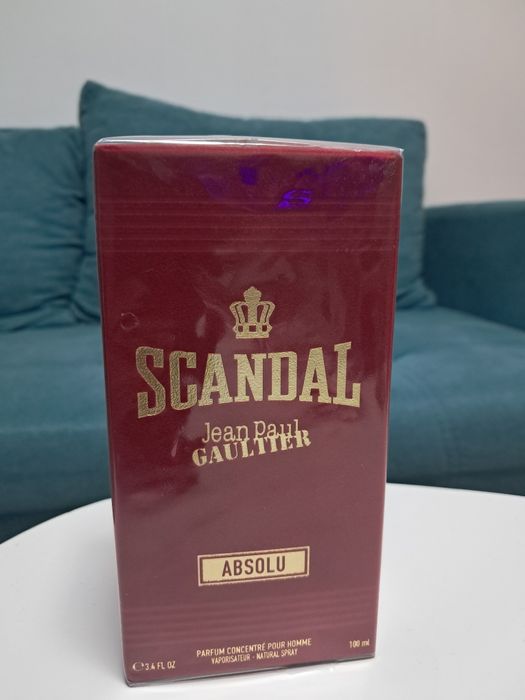 SCANDAL
Jean Paul
GAULTIER
ABSOLU
PARFUM CONCENTRÉ POUR HOMME
VAPORISATEUR - NATURAL SPRAY
℮ 3.4 FL OZ
100 ml